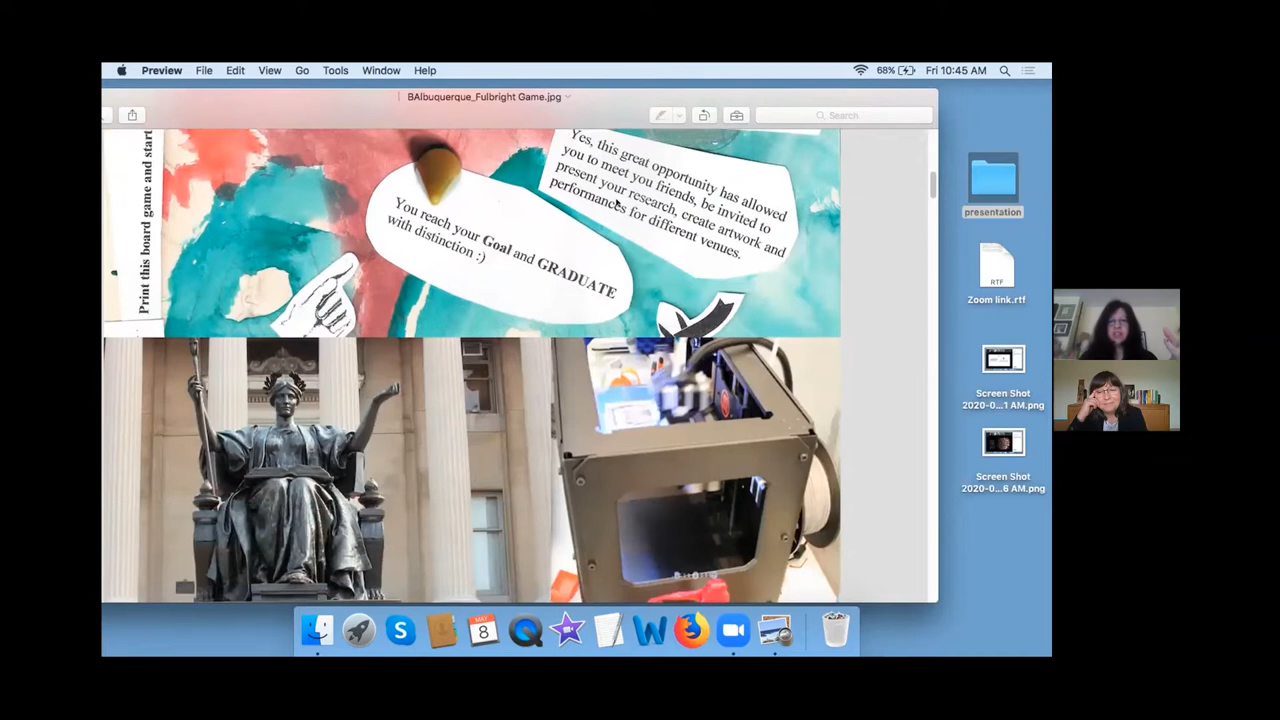 Preview File Edit View Go Tools Window Help
68% Fri 10:45 AM
BAlbuquerque_Fulbright Game.jpg
Search
Print this board game and start
Yes, this great opportunity has allowed
you to meet you friends, be invited to
present your research, create artwork and
performances for different venues.
You reach your Goal and GRADUATE
with distinction :)
presentation
RTF
Zoom link.rtf
Screen Shot
2020-0...1 AM.png
Screen Shot
2020-0...6 AM.png
S
MAY
8
W